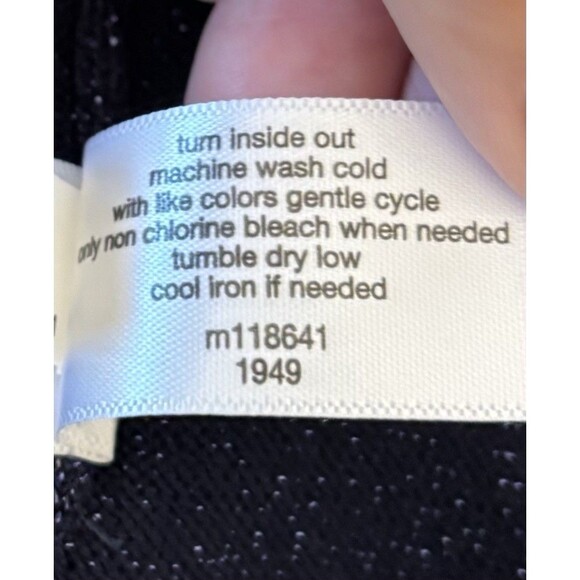 turn inside out
machine wash cold
with like colors gentle cycle
only non chlorine bleach when needed
tumble dry low
cool iron if needed
m118641
1949